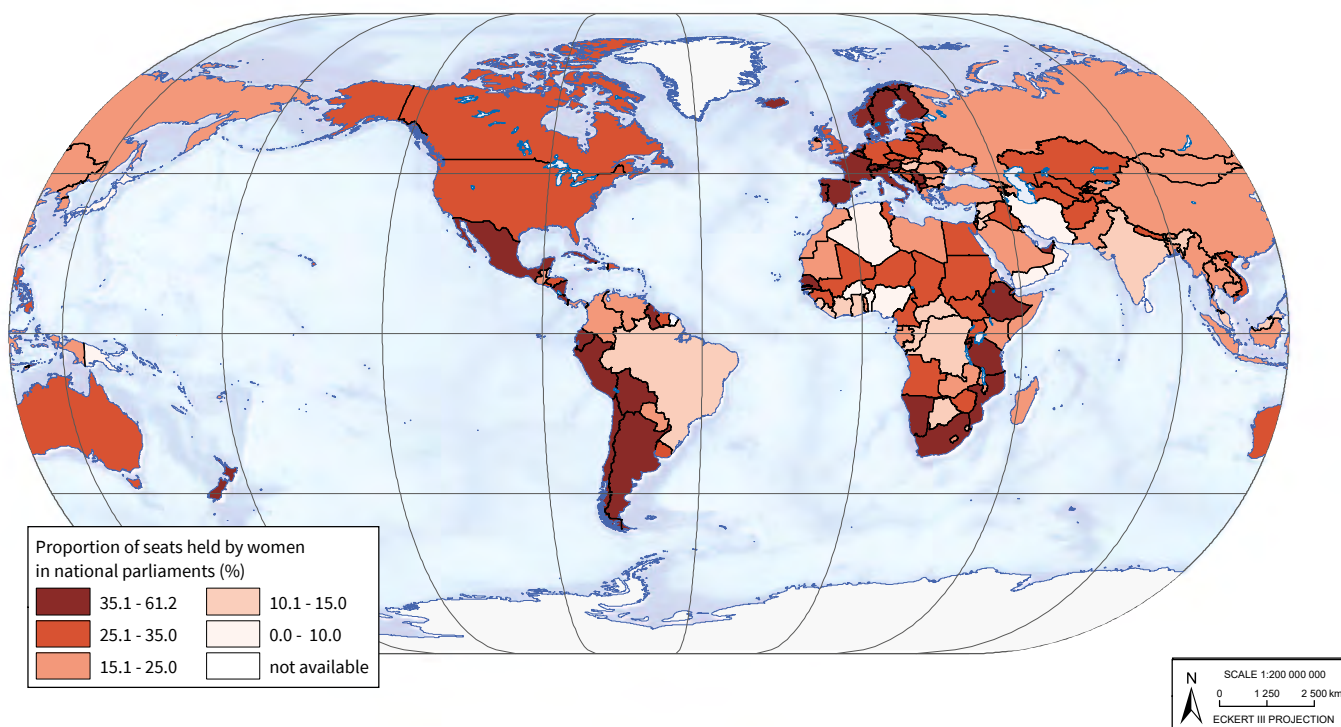 Proportion of seats held by women
in national parliaments (%)
35.1 - 61.2
25.1 - 35.0
15.1 - 25.0
10.1 - 15.0
0.0 - 10.0
not available
N
SCALE 1:200 000 000
0 1 250 2 500 km
ECKERT III PROJECTION